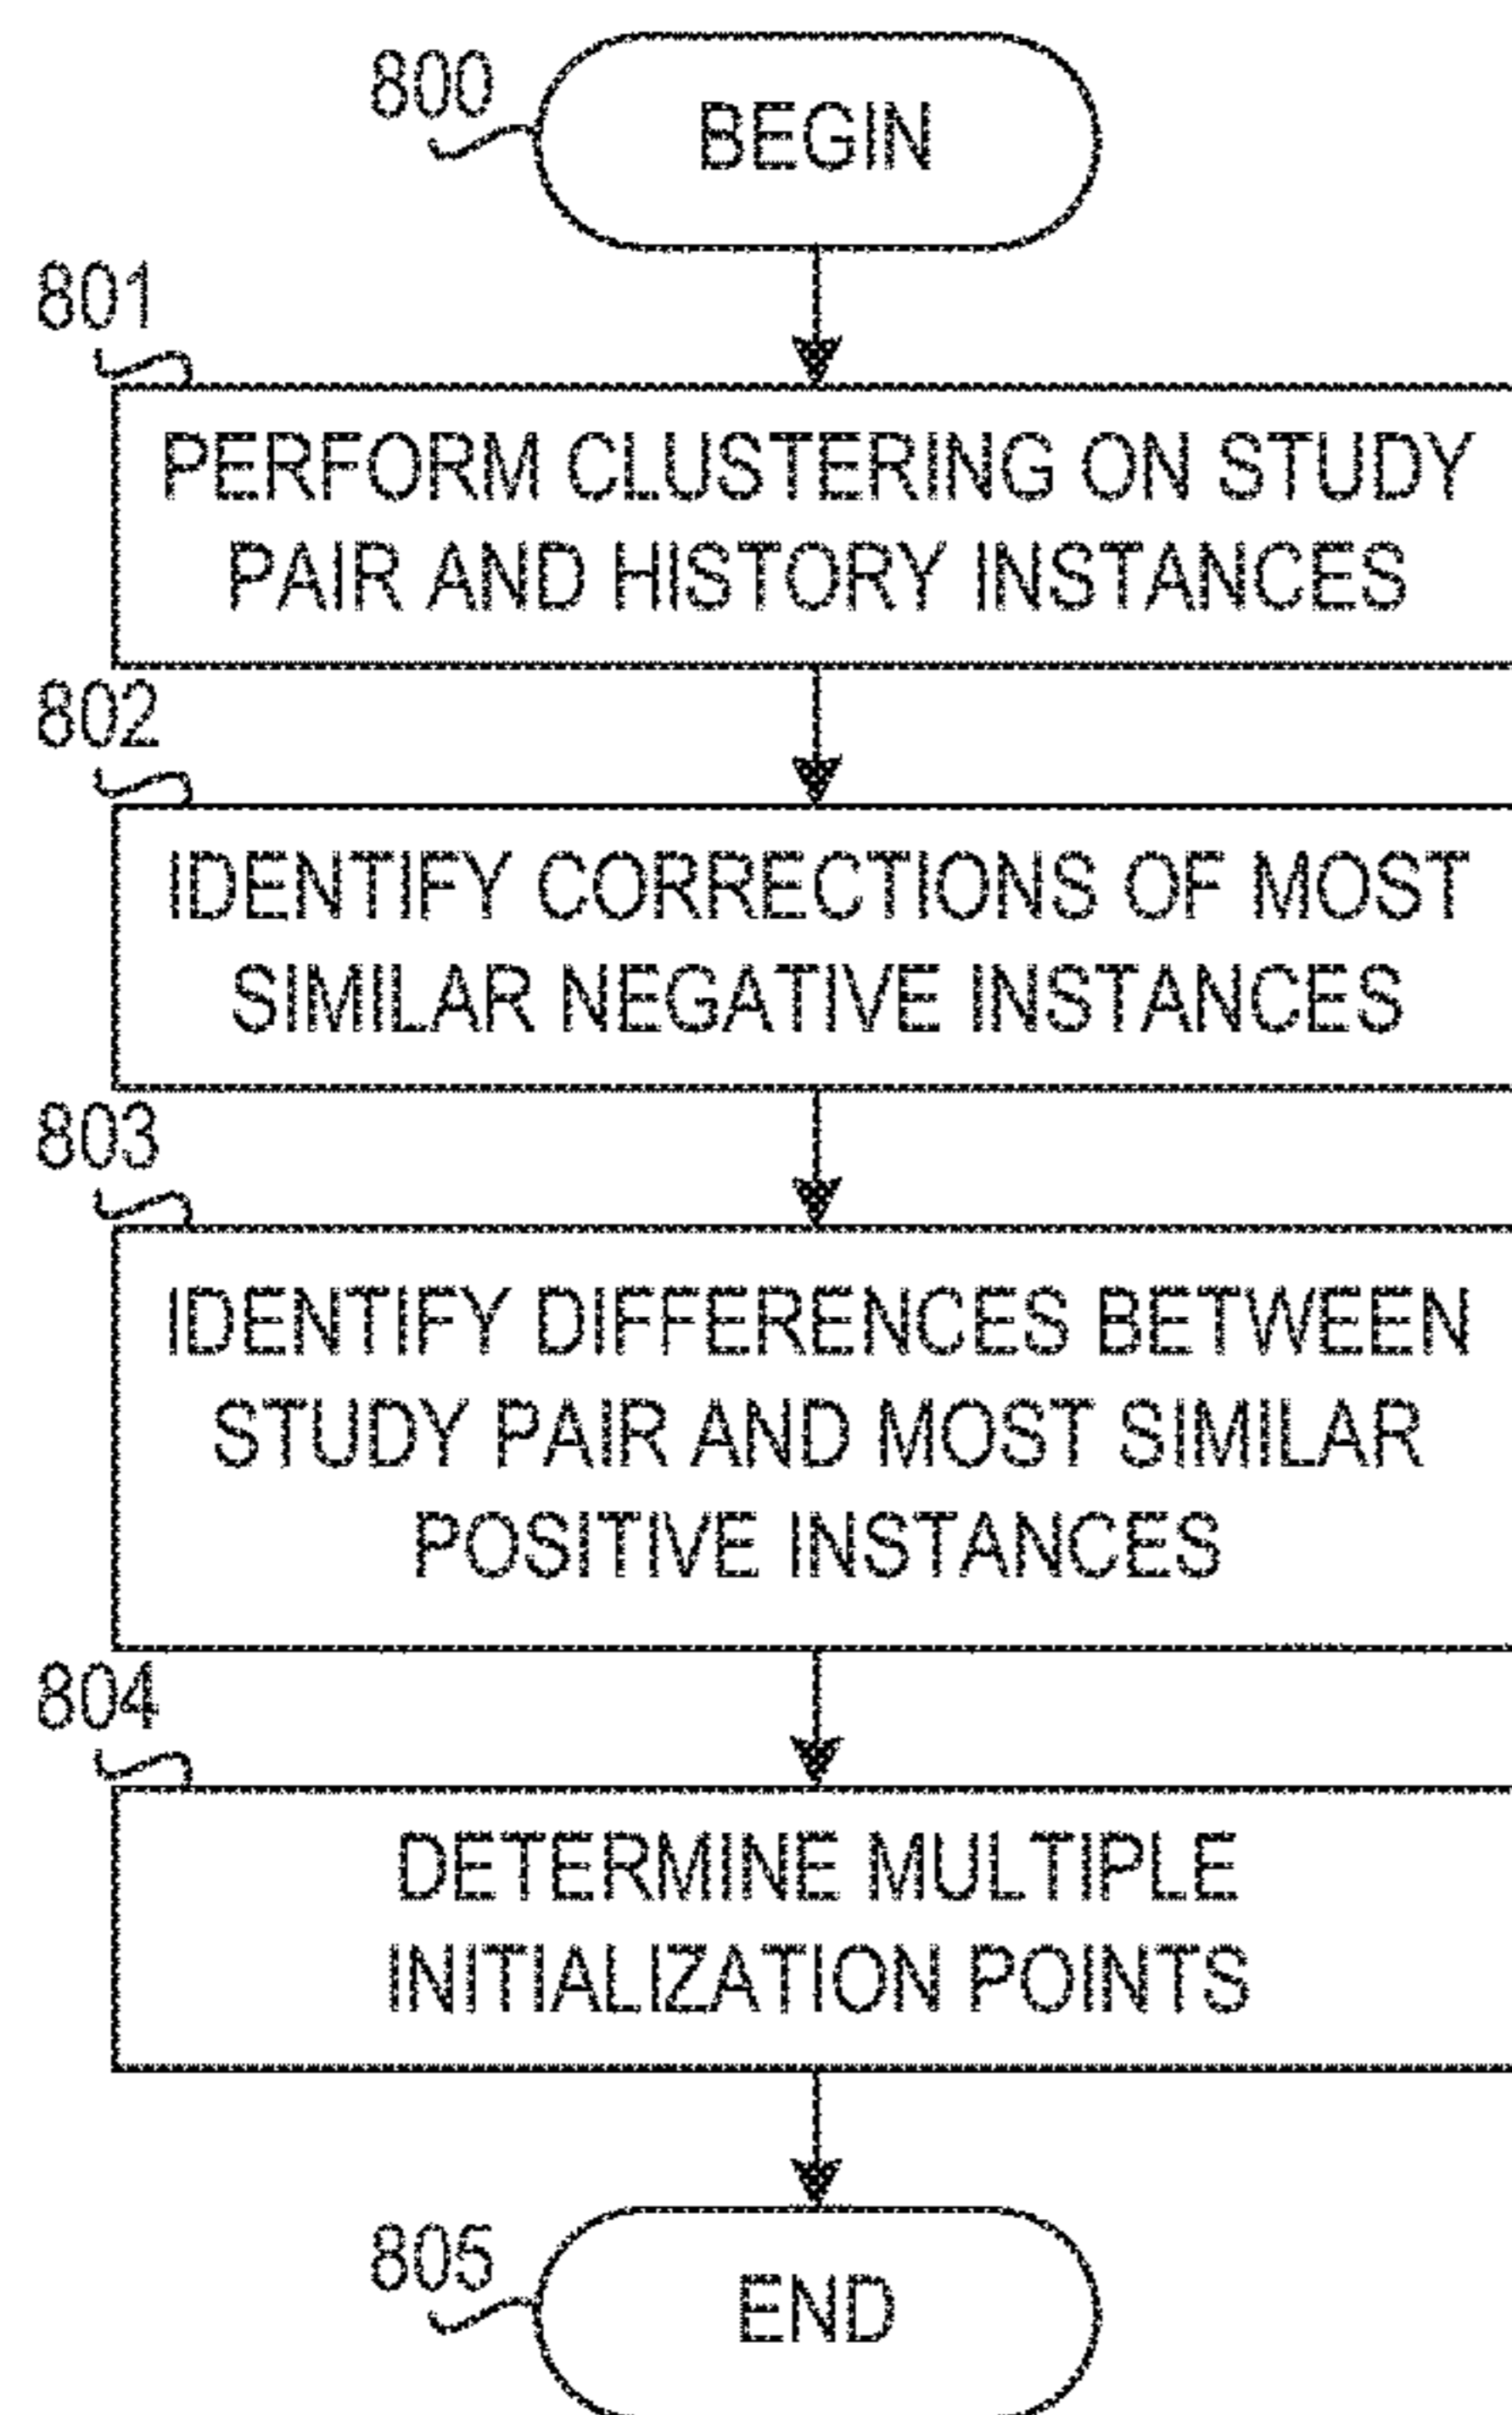 800
BEGIN
801
PERFORM CLUSTERING ON STUDY
PAIR AND HISTORY INSTANCES
802
IDENTIFY CORRECTIONS OF MOST
SIMILAR NEGATIVE INSTANCES
803
IDENTIFY DIFFERENCES BETWEEN
STUDY PAIR AND MOST SIMILAR
POSITIVE INSTANCES
804
DETERMINE MULTIPLE
INITIALIZATION POINTS
805
END